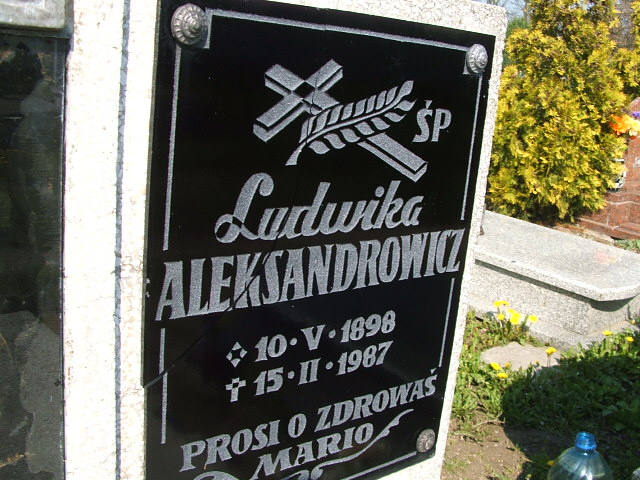 ŚP
Ludwika
ALEKSANDROWICZ
10·V·1898
✝ 15·II·1987
PROSI O ZDROWAŚ
MARIO